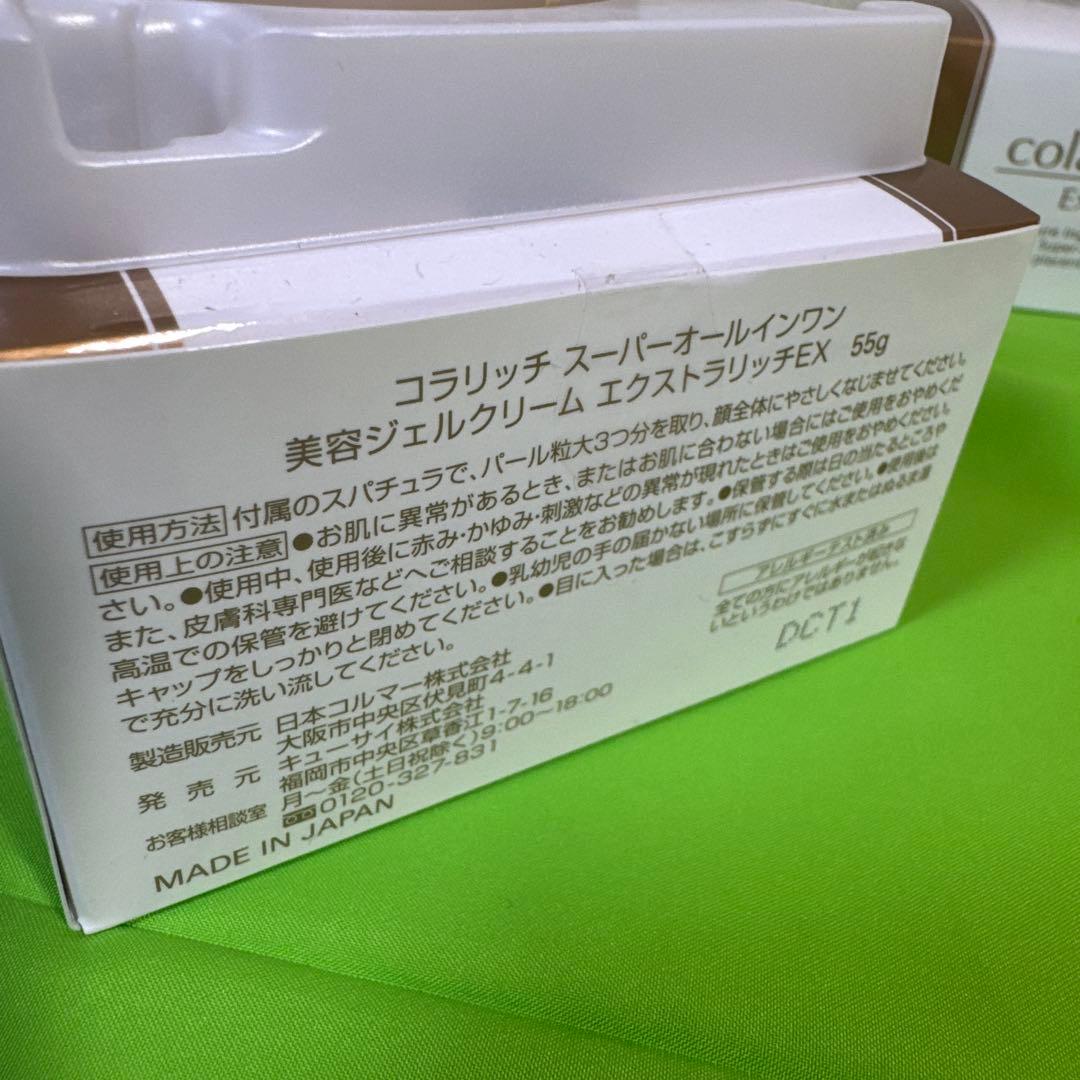 コラリッチ スーパーオールインワン
美容ジェルクリーム エクストラリッチEX 55g
使用方法 付属のスパチュラで、パール粒大3つ分を取り、顔全体にやさしくなじませてください。
使用上の注意 ●お肌に異常があるとき、またはお肌に合わない場合にはご使用をおやめくだ
さい。●使用中、使用後に赤み・かゆみ・刺激などの異常が現れたときはご使用をおやめください。
また、皮膚科専門医などへご相談することをお勧めします。●保管する際は日の当たるところや
高温での保管を避けてください。●乳幼児の手の届かない場所に保管してください。●使用後は
キャップをしっかりと閉めてください。●目に入った場合は、こすらずにすぐに水またはぬるま湯
で充分に洗い流してください。
アレルギーテスト済み
全ての方にアレルギーが起きな
いというわけではありません。
DCT1
製造販売元 日本コルマー株式会社
大阪市中央区伏見町4-4-1
発売元 キューサイ株式会社
福岡市中央区草香江1-7-16
お客様相談室 月～金(土日祝除く)9:00～18:00
0120-327-831
MADE IN JAPAN
cola